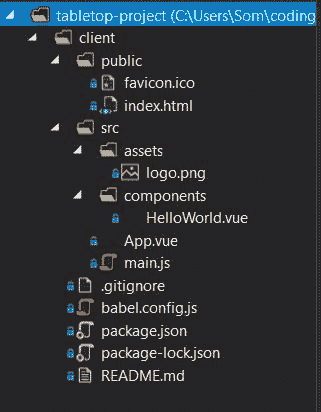 tabletop-project (C:\Users\Som\coding
client
public
favicon.ico
index.html
src
assets
logo.png
components
HelloWorld.vue
App.vue
main.js
.gitignore
babel.config.js
package.json
package-lock.json
README.md